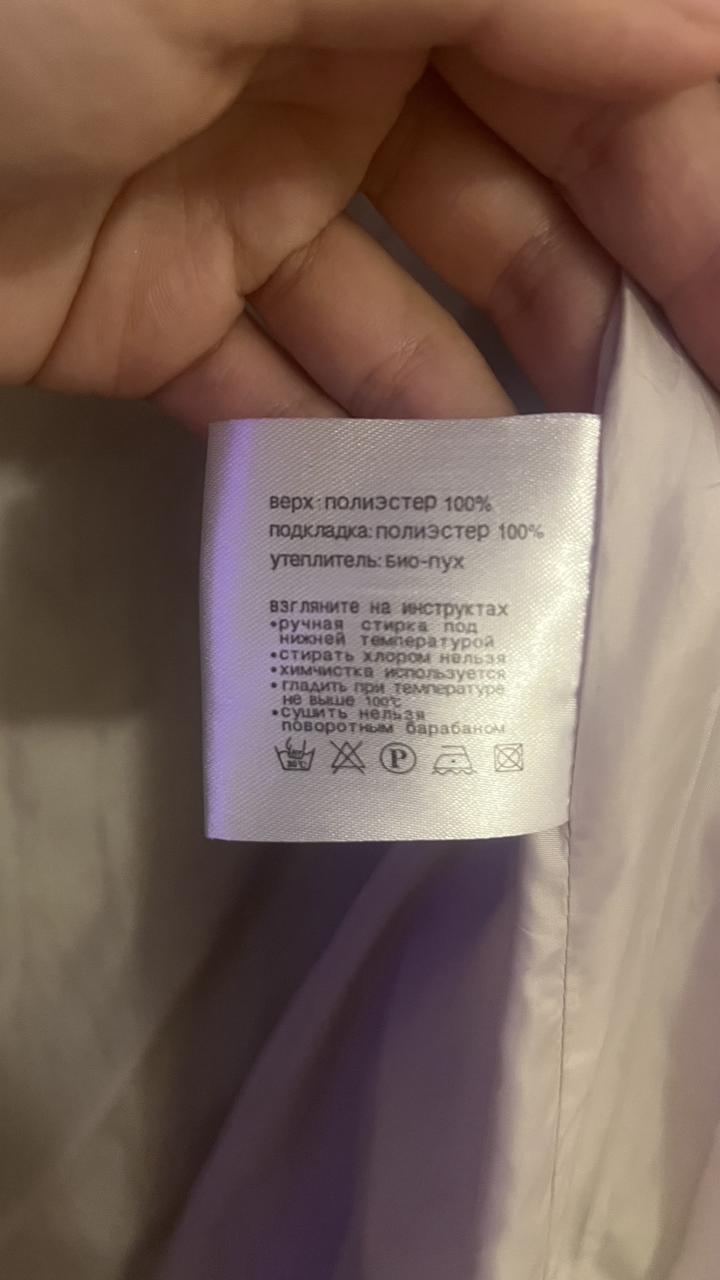 верх: полиэстер 100%
подкладка: полиэстер 100%
утеплитель: Био-пух
взгляните на инструктах
•ручная стирка под
нижней температурой
•стирать хлором нельзя
•химчистка используется
•гладить при температуре
не выше 100℃
•сушить нельзя
поворотным барабаном
30℃
P